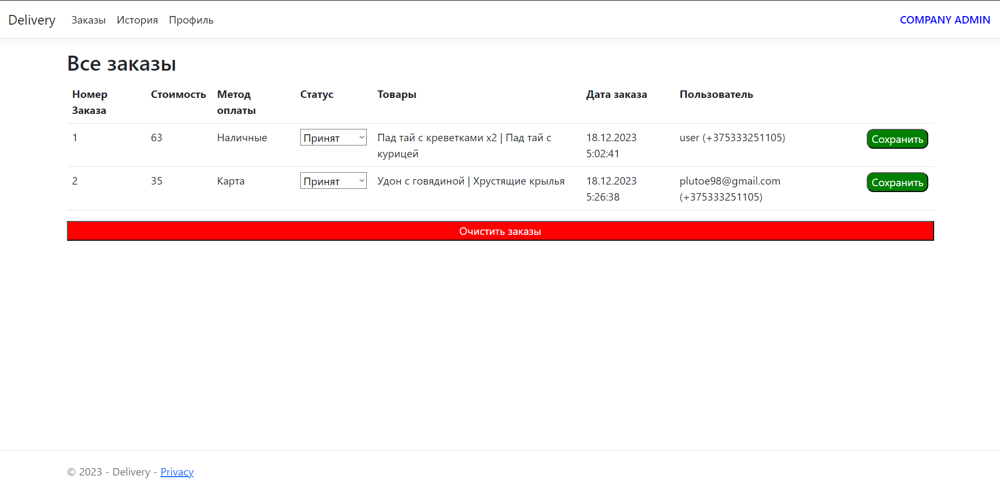 Delivery Заказы История Профиль COMPANY ADMIN
Все заказы
Номер Заказа Стоимость Метод оплаты Статус Товары Дата заказа Пользователь
1 63 Наличные Принят Пад тай с креветками x2 | Пад тай с курицей 18.12.2023 5:02:41 user (+375333251105) Сохранить
2 35 Карта Принят Удон с говядиной | Хрустящие крылья 18.12.2023 5:26:38 plutoe98@gmail.com (+375333251105) Сохранить
Очистить заказы
© 2023 - Delivery - Privacy